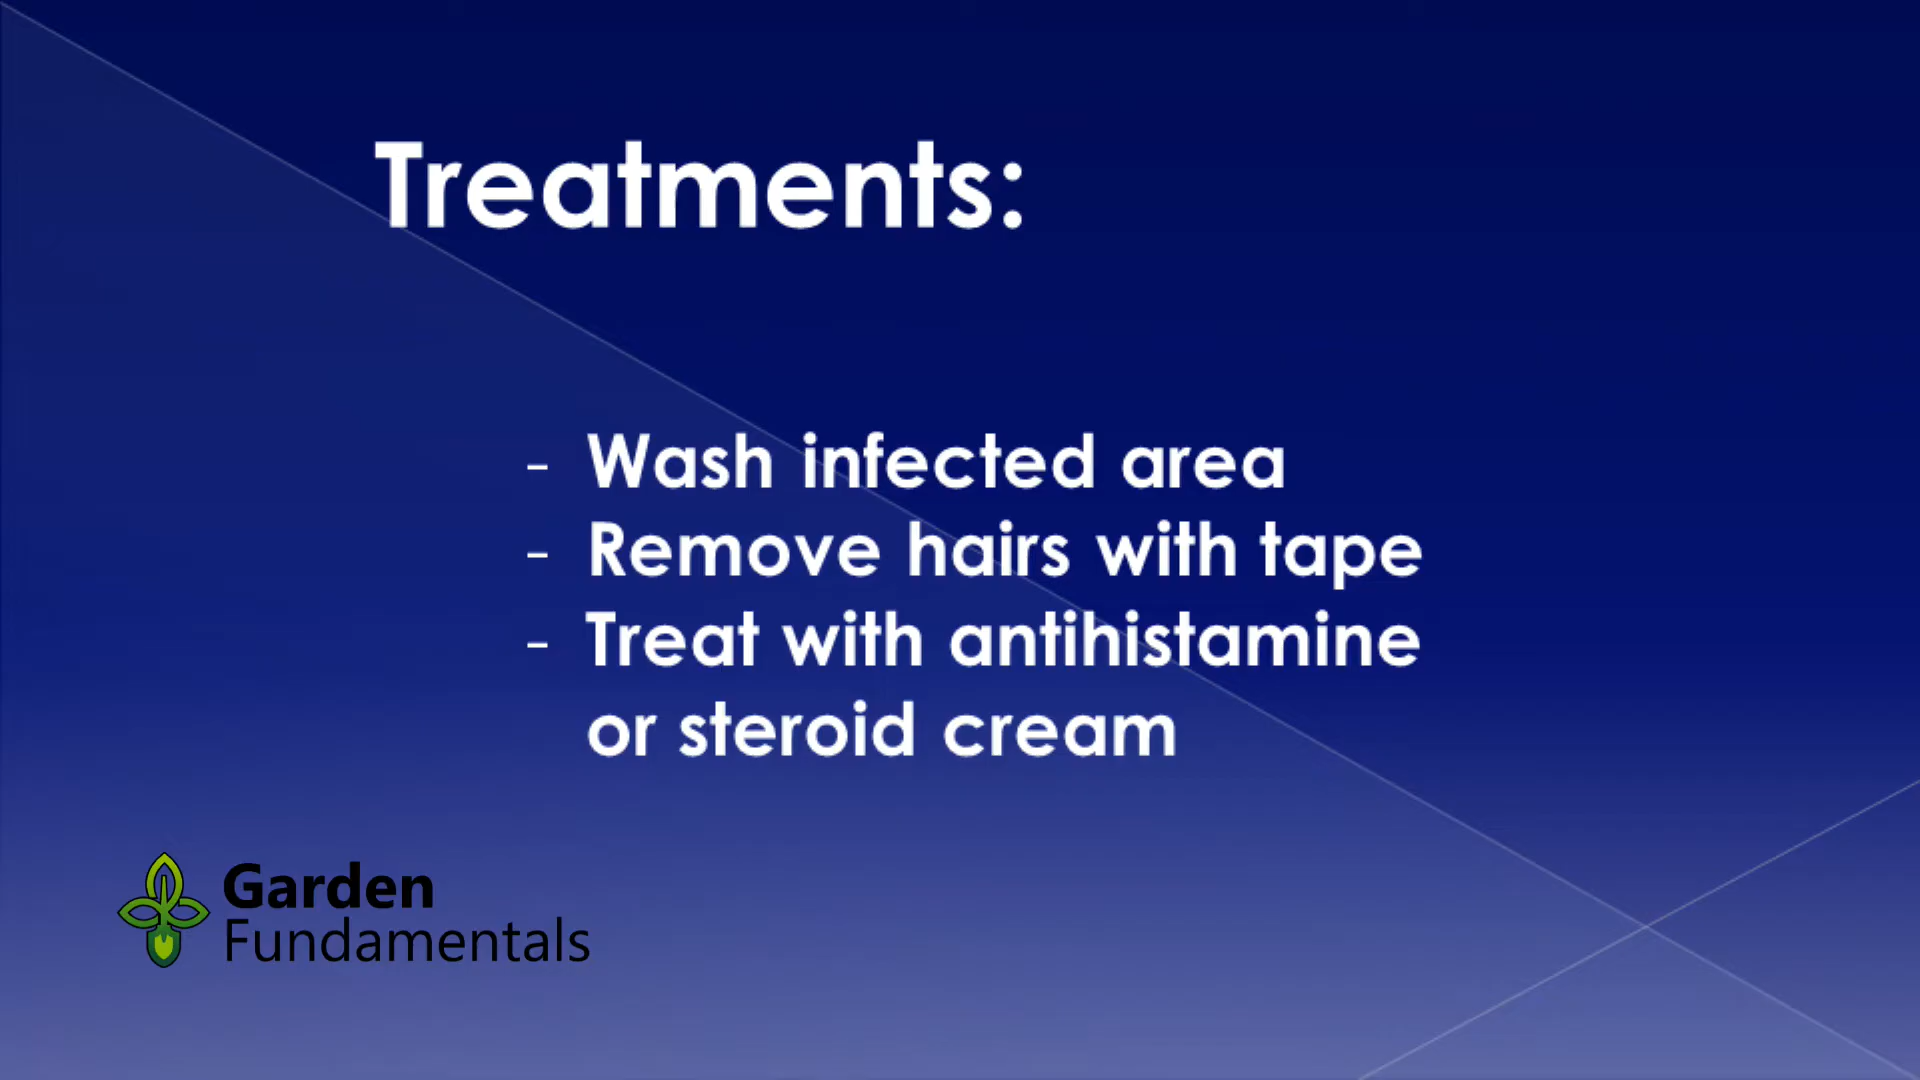 Treatments:
- Wash infected area
- Remove hairs with tape
- Treat with antihistamine
or steroid cream
Garden
Fundamentals